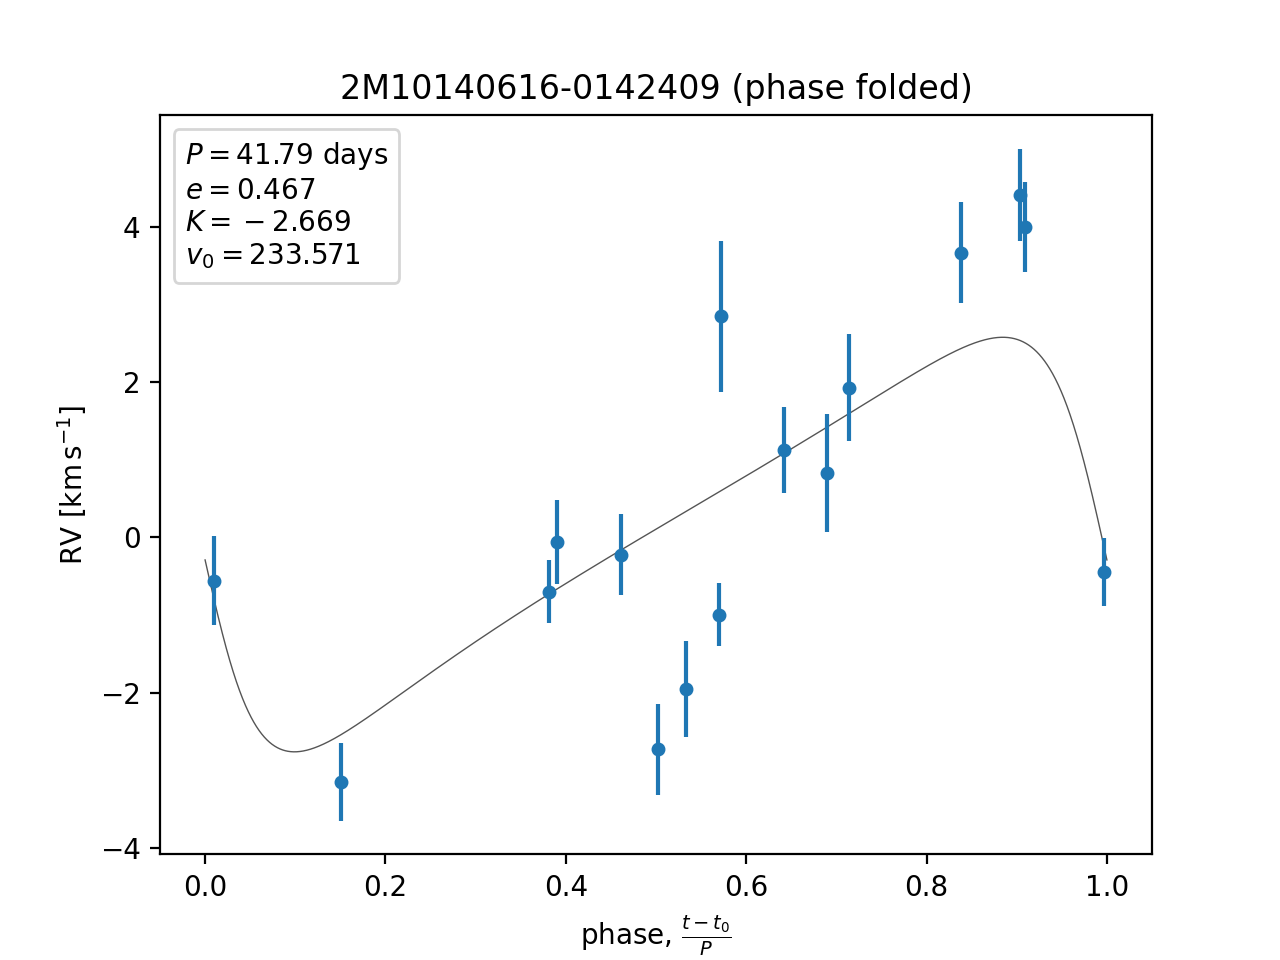 2M10140616-0142409 (phase folded)
P = 41.79 days
e = 0.467
K = −2.669
v₀ = 233.571
4
2
0
−2
−4
RV [km s⁻¹]
0.0 0.2 0.4 0.6 0.8 1.0
phase, (t − t₀)/P